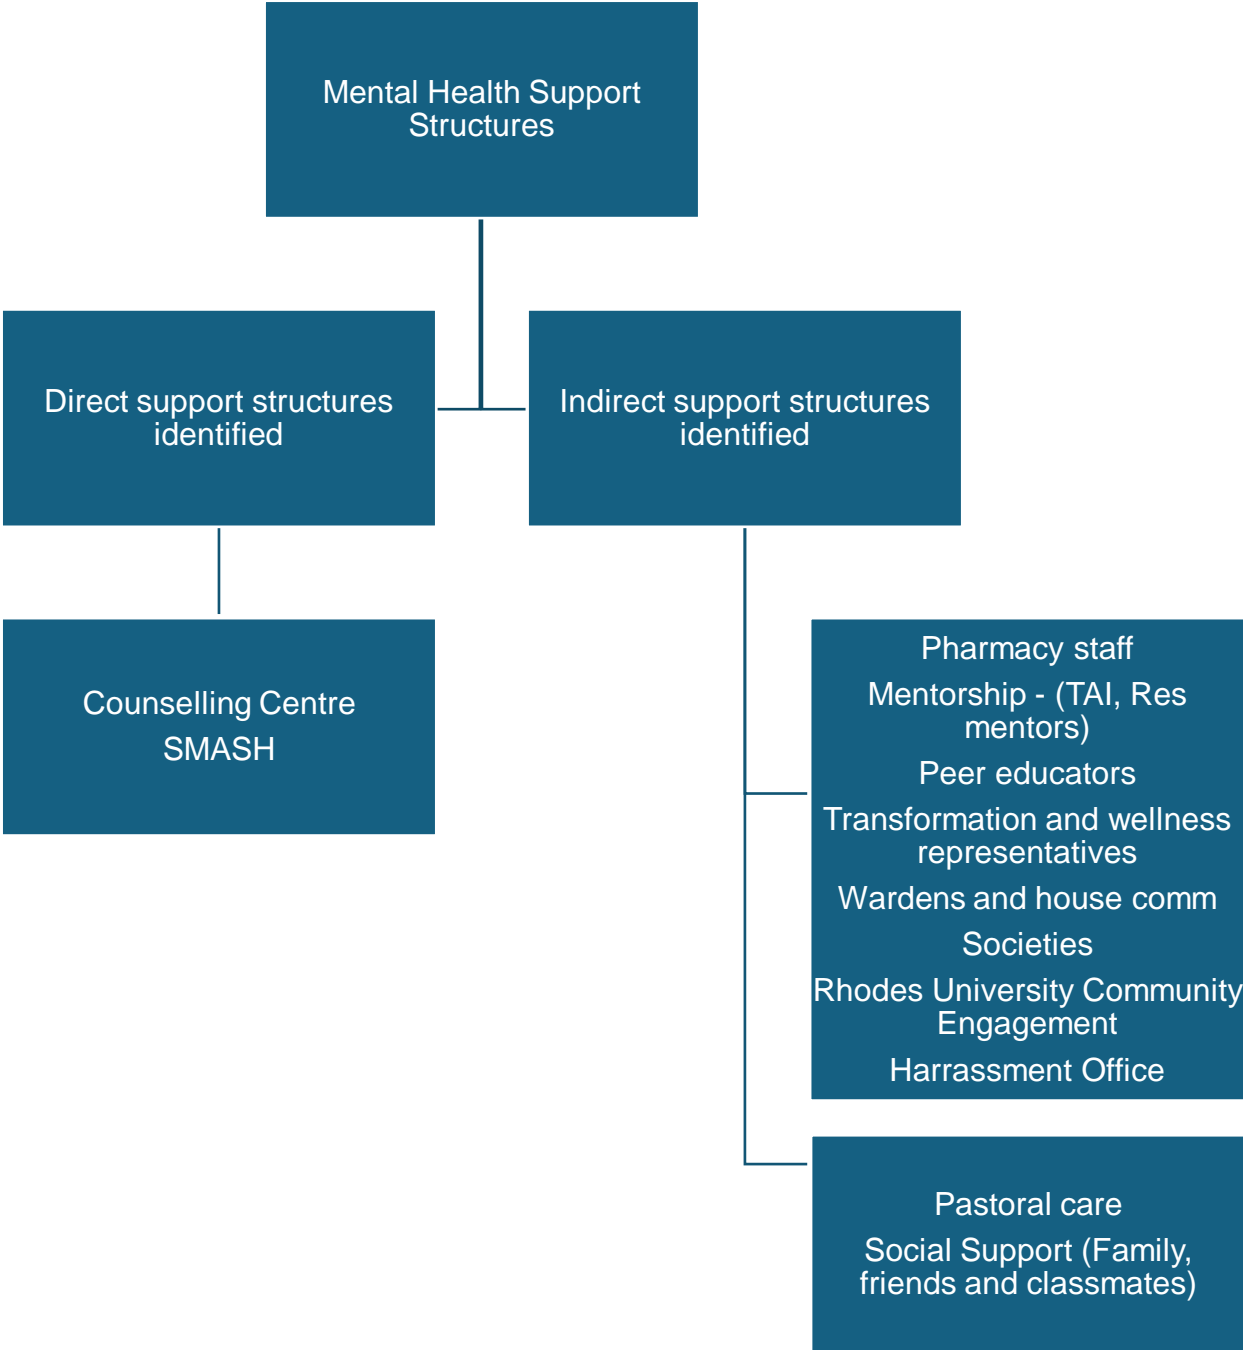 Mental Health Support
Structures
Direct support structures
identified
Indirect support structures
identified
Counselling Centre
SMASH
Pharmacy staff
Mentorship - (TAI, Res
mentors)
Peer educators
Transformation and wellness
representatives
Wardens and house comm
Societies
Rhodes University Community
Engagement
Harrassment Office
Pastoral care
Social Support (Family,
friends and classmates)